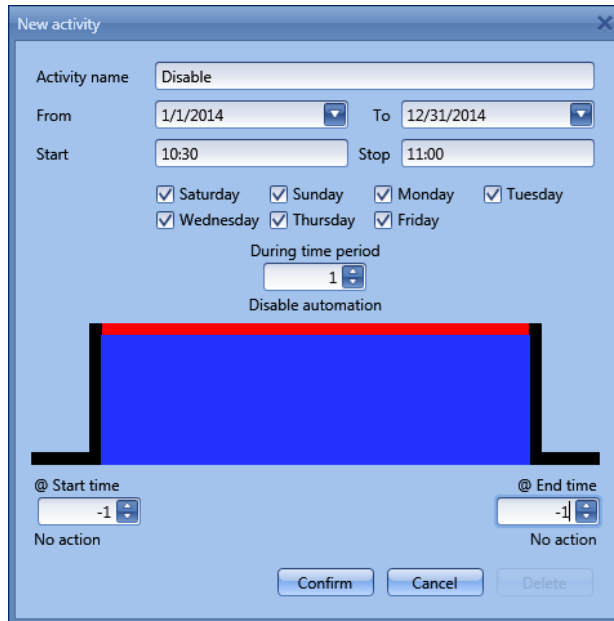 New activity
Activity name Disable
From 1/1/2014 To 12/31/2014
Start 10:30 Stop 11:00
Saturday Sunday Monday Tuesday
Wednesday Thursday Friday
During time period
1
Disable automation
@ Start time @ End time
-1 -1
No action No action
Confirm Cancel Delete